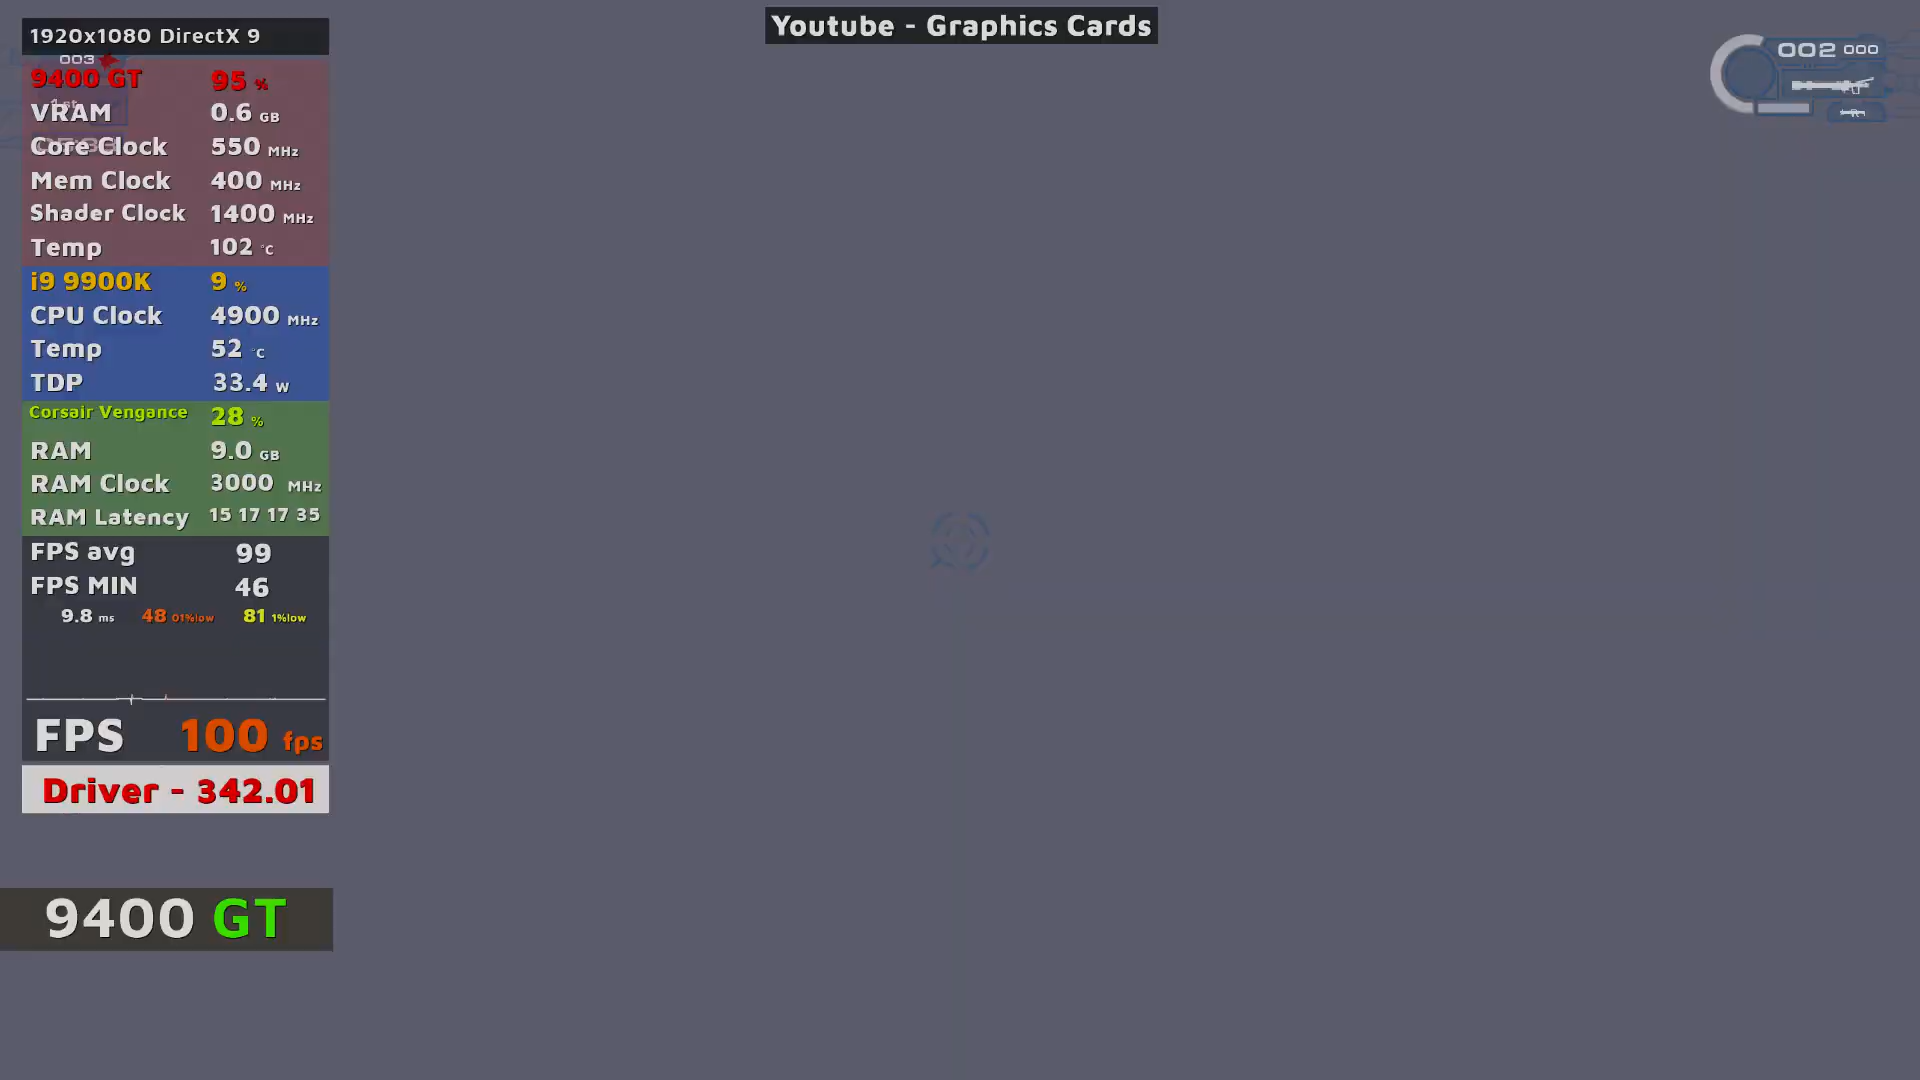 1920x1080 DirectX 9
Youtube - Graphics Cards
003
002 000
9400 GT 95 %
1st
VRAM 0.6 GB
Core Clock 550 MHz
Mem Clock 400 MHz
Shader Clock 1400 MHz
Temp 102 °C
i9 9900K 9 %
CPU Clock 4900 MHz
Temp 52 °C
TDP 33.4 W
Corsair Vengance 28 %
RAM 9.0 GB
RAM Clock 3000 MHz
RAM Latency 15 17 17 35
FPS avg 99
FPS MIN 46
9.8 ms 48 01%low 81 1%low
FPS 100 fps
Driver - 342.01
9400 GT